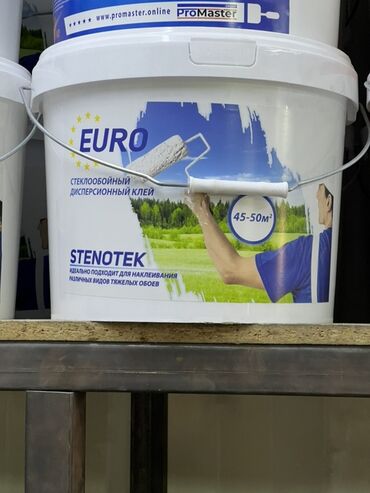 www.promaster.online
ProMaster
EURO
СТЕКЛООБОЙНЫЙ
ДИСПЕРСИОННЫЙ КЛЕЙ
45-50м²
STENOTEK
ИДЕАЛЬНО ПОДХОДИТ ДЛЯ НАКЛЕИВАНИЯ
РАЗЛИЧНЫХ ВИДОВ ТЯЖЕЛЫХ ОБОЕВ